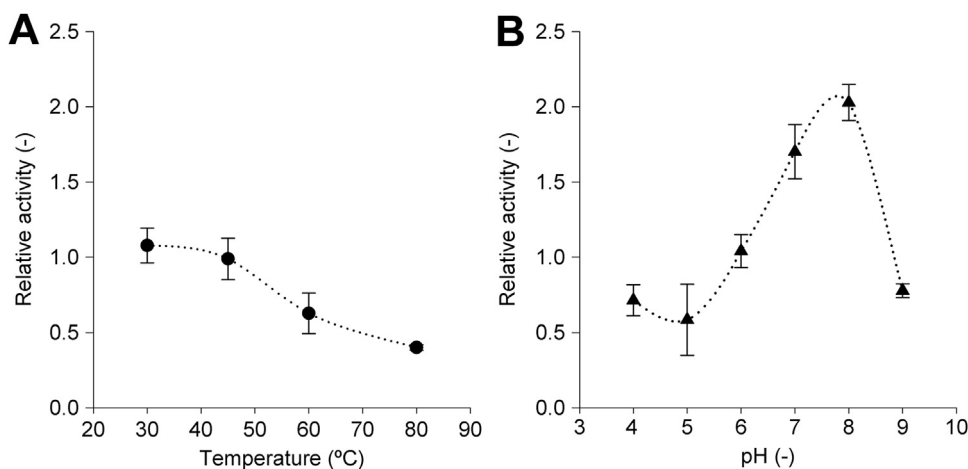 A
Relative activity (-)
2.5
2.0
1.5
1.0
0.5
0.0
20 30 40 50 60 70 80 90
Temperature (ºC)
B
Relative activity (-)
2.5
2.0
1.5
1.0
0.5
0.0
3 4 5 6 7 8 9 10
pH (-)